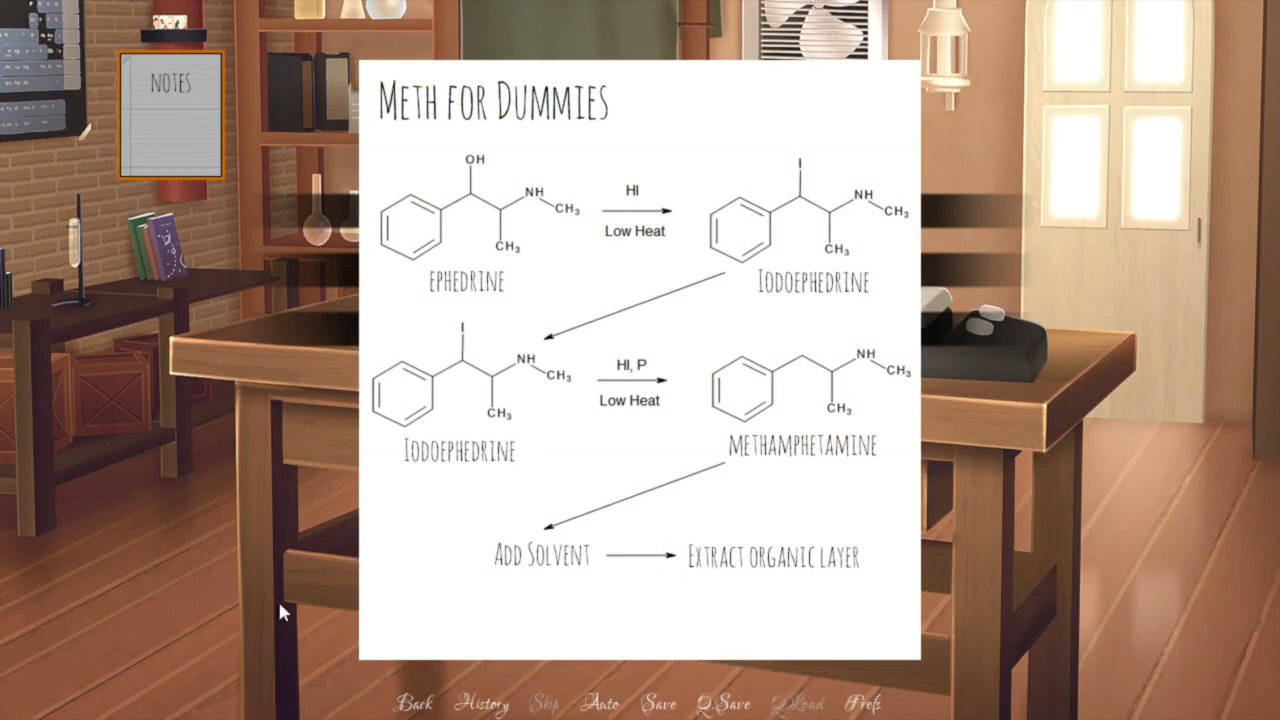 NOTES
METH FOR DUMMIES
OH
NH
CH3
CH3
HI
Low Heat
I
NH
CH3
CH3
EPHEDRINE
IODOEPHEDRINE
I
NH
CH3
CH3
HI, P
Low Heat
NH
CH3
CH3
IODOEPHEDRINE
METHAMPHETAMINE
ADD SOLVENT
EXTRACT ORGANIC LAYER
Back History Skip Auto Save Q.Save Q.Load Prefs